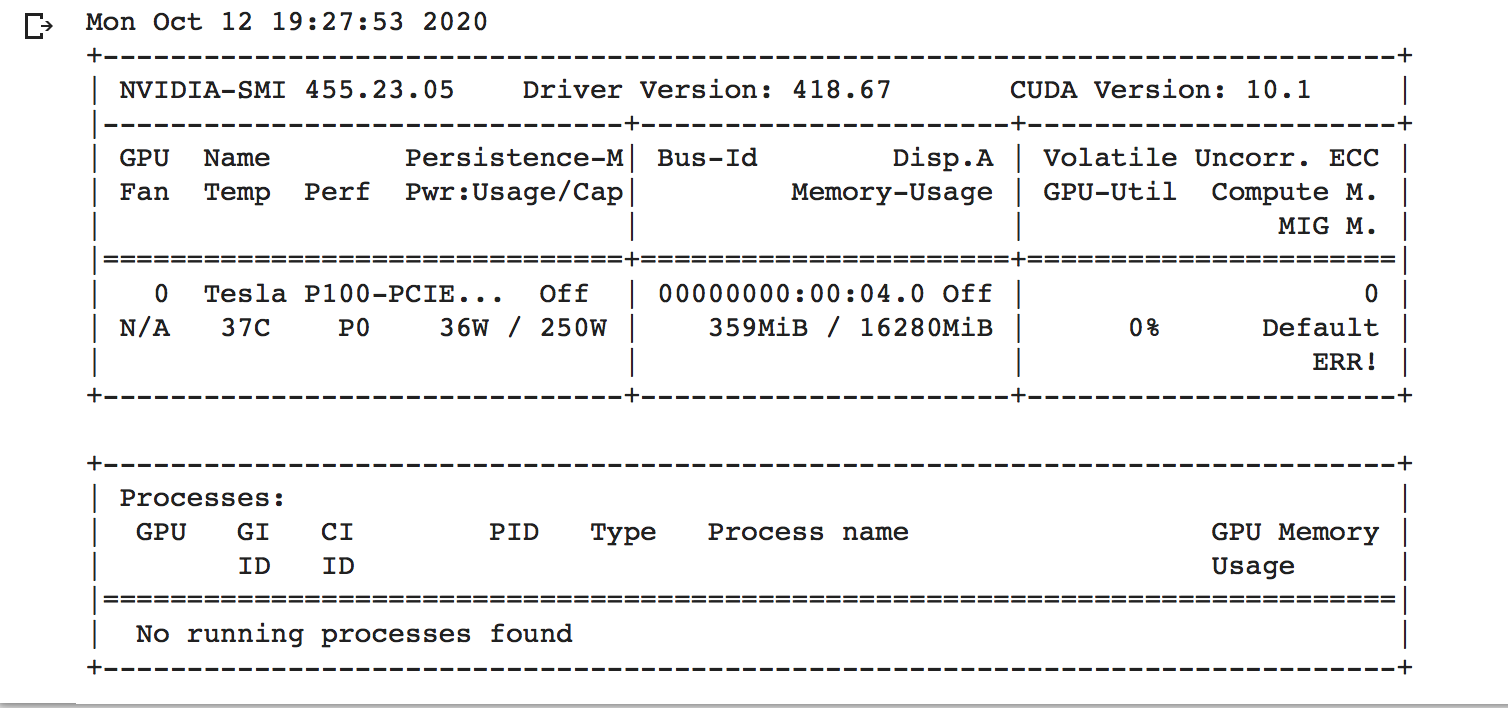 Mon Oct 12 19:27:53 2020
+-----------------------------------------------------------------------------+
| NVIDIA-SMI 455.23.05    Driver Version: 418.67       CUDA Version: 10.1     |
|-------------------------------+----------------------+----------------------+
| GPU  Name        Persistence-M| Bus-Id        Disp.A | Volatile Uncorr. ECC |
| Fan  Temp  Perf  Pwr:Usage/Cap|         Memory-Usage | GPU-Util  Compute M. |
|                               |                      |               MIG M. |
|===============================+======================+======================|
|   0  Tesla P100-PCIE...  Off  | 00000000:00:04.0 Off |                    0 |
| N/A   37C    P0    36W / 250W |    359MiB / 16280MiB |      0%      Default |
|                               |                      |                 ERR! |
+-------------------------------+----------------------+----------------------+

+-----------------------------------------------------------------------------+
| Processes:                                                                  |
|  GPU   GI   CI        PID   Type   Process name                  GPU Memory |
|        ID   ID                                                   Usage      |
|=============================================================================|
|  No running processes found                                                 |
+-----------------------------------------------------------------------------+